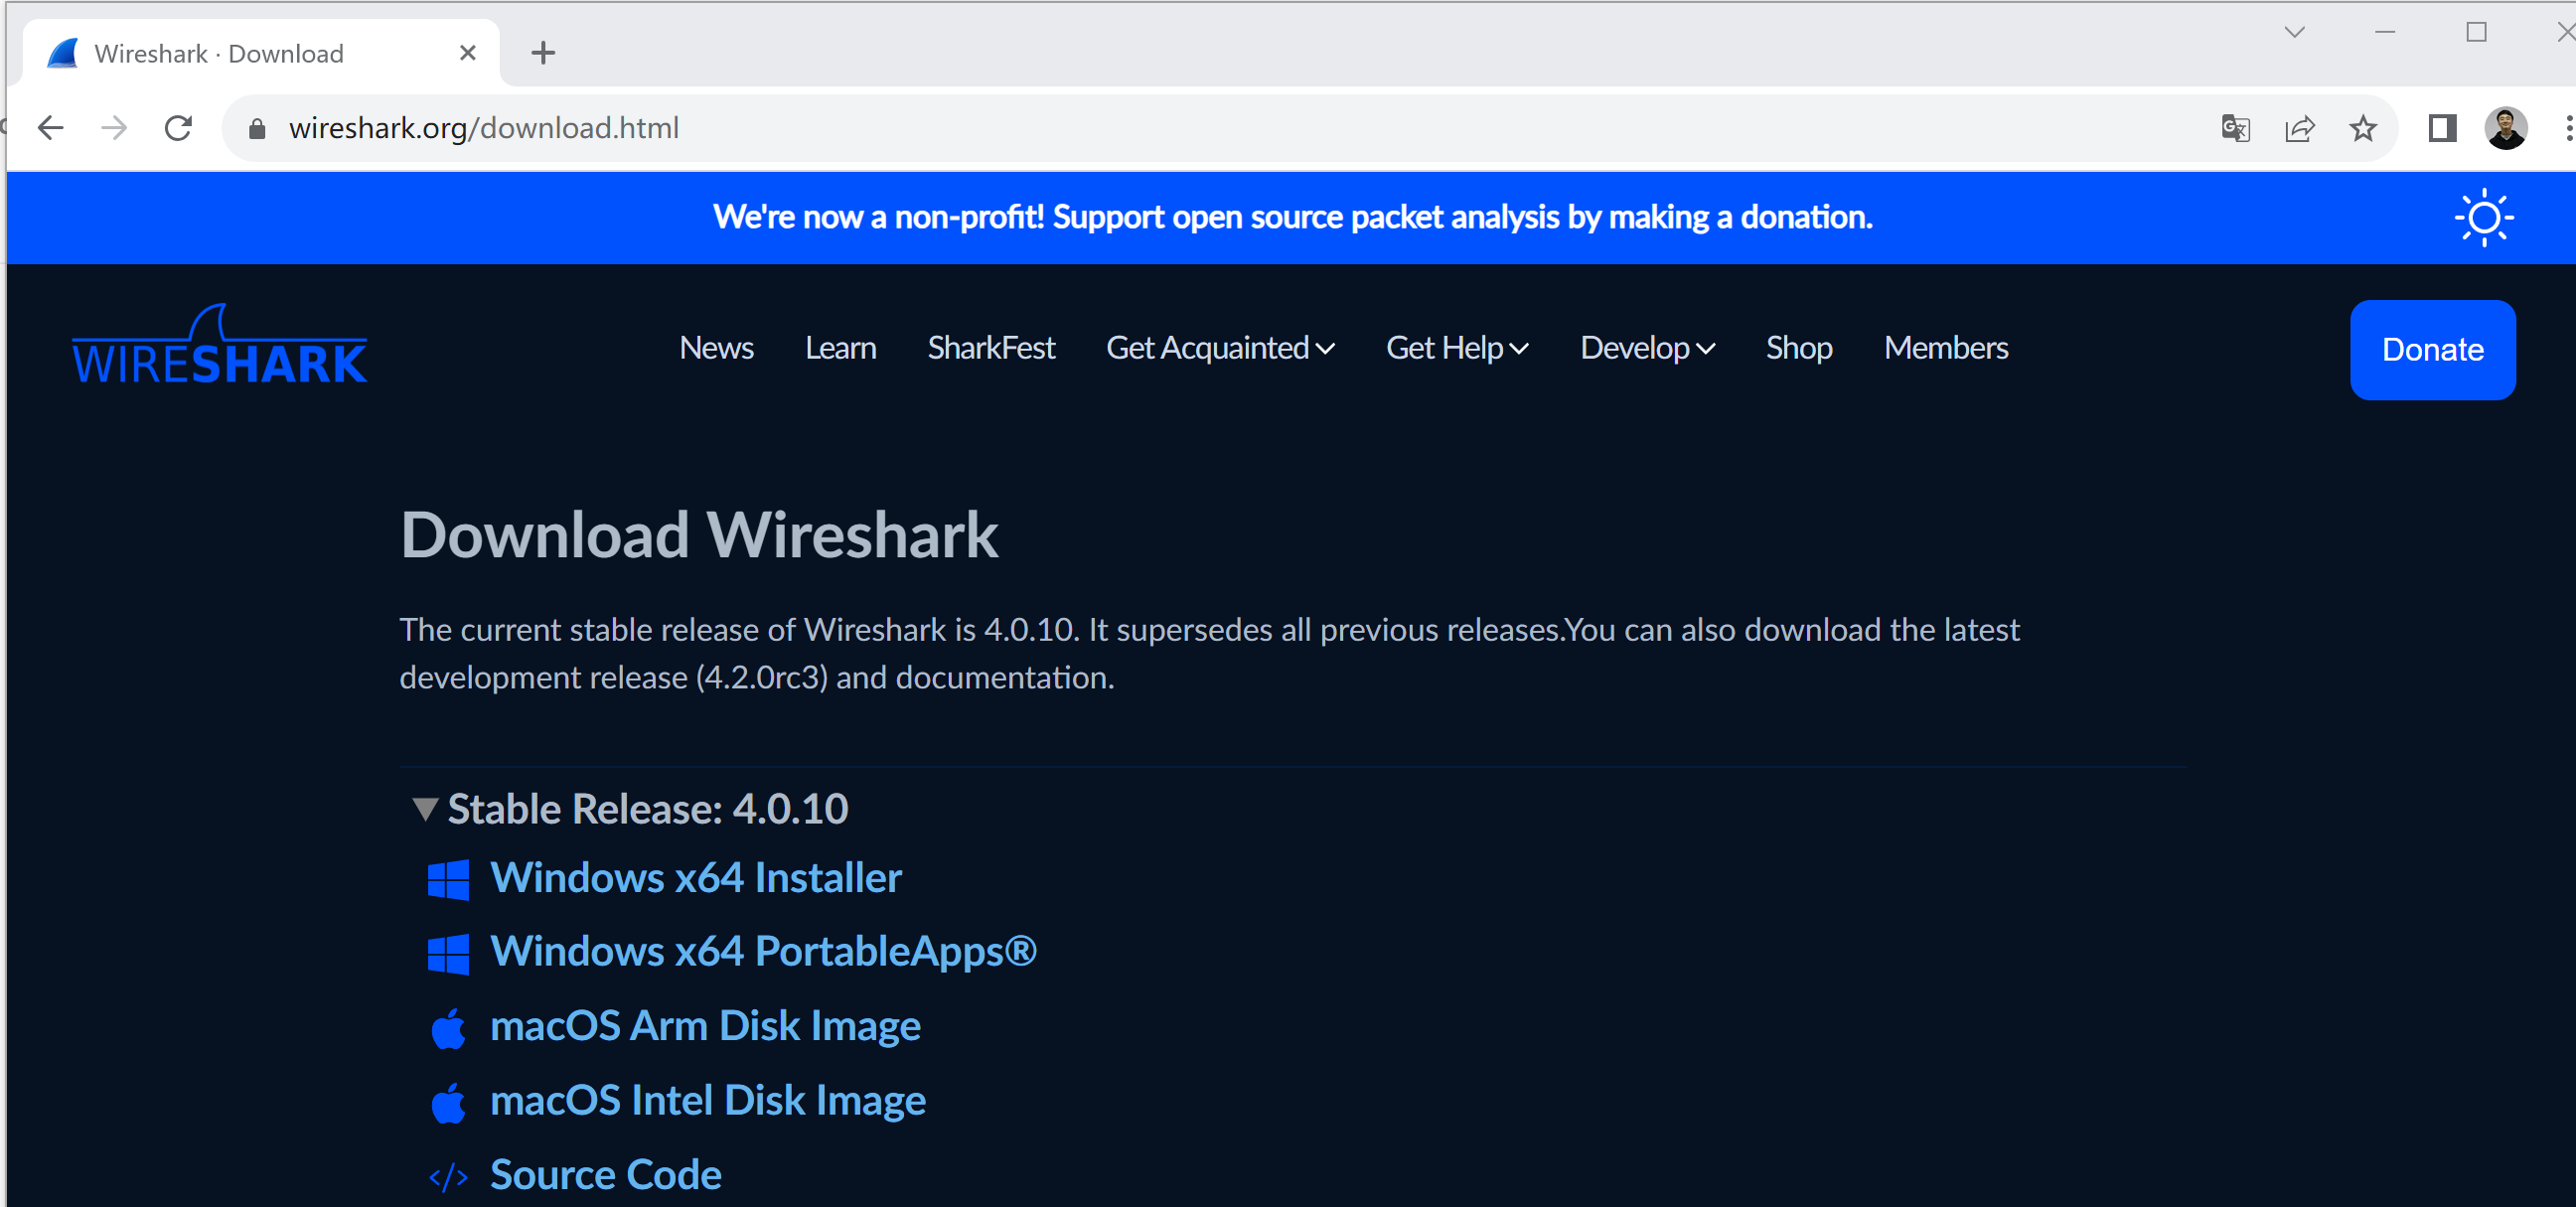 Wireshark · Download
wireshark.org/download.html
We're now a non-profit! Support open source packet analysis by making a donation.
WIRESHARK
News Learn SharkFest Get Acquainted Get Help Develop Shop Members
Donate
Download Wireshark
The current stable release of Wireshark is 4.0.10. It supersedes all previous releases.You can also download the latest
development release (4.2.0rc3) and documentation.
Stable Release: 4.0.10
Windows x64 Installer
Windows x64 PortableApps®
macOS Arm Disk Image
macOS Intel Disk Image
</> Source Code